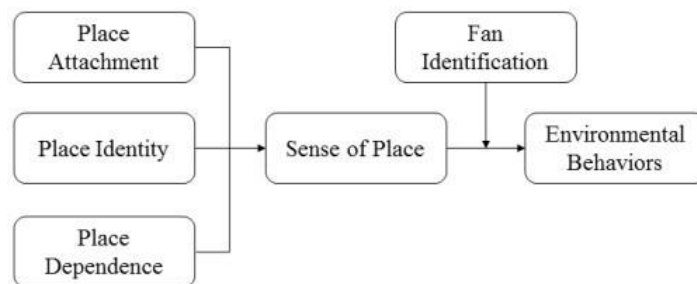 Place
Attachment
Fan
Identification
Place Identity
Sense of Place
Environmental
Behaviors
Place
Dependence